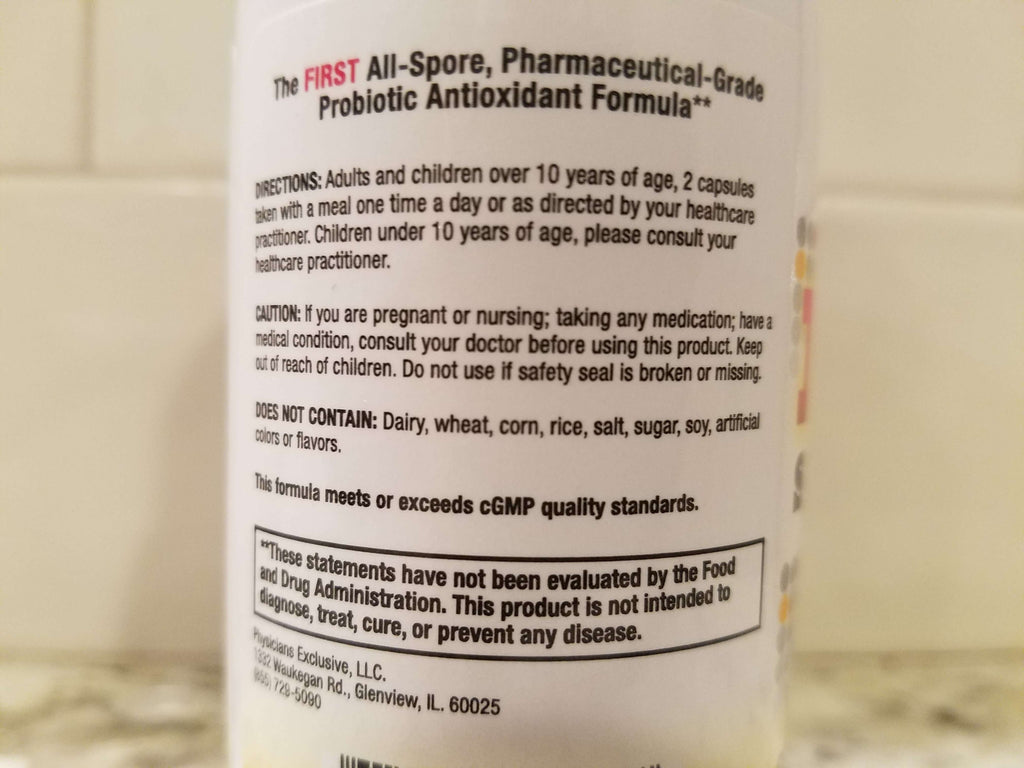 The FIRST All-Spore, Pharmaceutical-Grade
Probiotic Antioxidant Formula**
DIRECTIONS: Adults and children over 10 years of age, 2 capsules
taken with a meal one time a day or as directed by your healthcare
practitioner. Children under 10 years of age, please consult your
healthcare practitioner.
CAUTION: If you are pregnant or nursing; taking any medication; have a
medical condition, consult your doctor before using this product. Keep
out of reach of children. Do not use if safety seal is broken or missing.
DOES NOT CONTAIN: Dairy, wheat, corn, rice, salt, sugar, soy, artificial
colors or flavors.
This formula meets or exceeds cGMP quality standards.
**These statements have not been evaluated by the Food
and Drug Administration. This product is not intended to
diagnose, treat, cure, or prevent any disease.
Physicians Exclusive, LLC.
1332 Waukegan Rd., Glenview, IL. 60025
(855) 729-5090